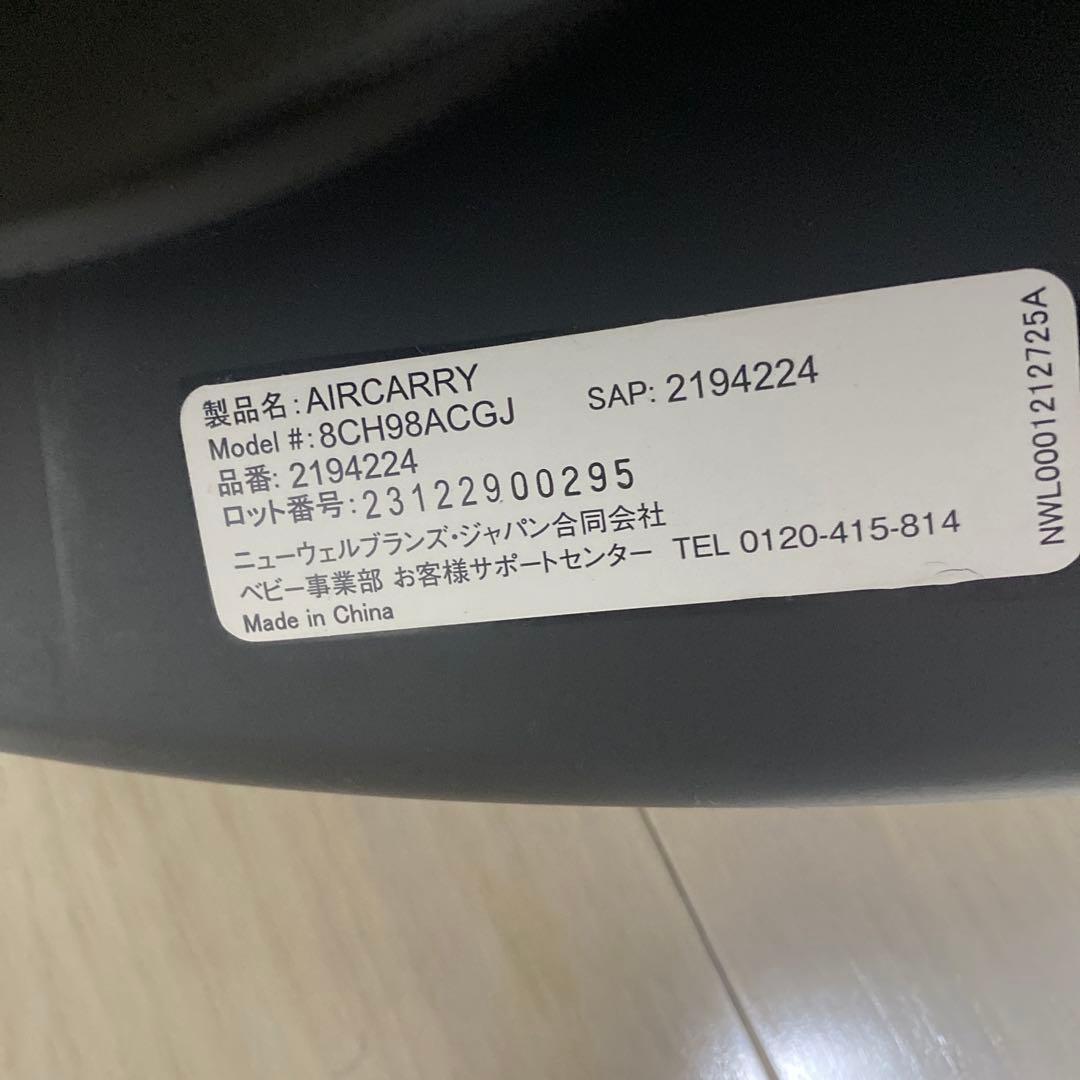 製品名:AIRCARRY
Model #:8CH98ACGJ SAP: 2194224
品番: 2194224
ロット番号:23122900295
ニューウェルブランズ・ジャパン合同会社
ベビー事業部 お客様サポートセンター TEL 0120-415-814
Made in China
NWL0001212725A